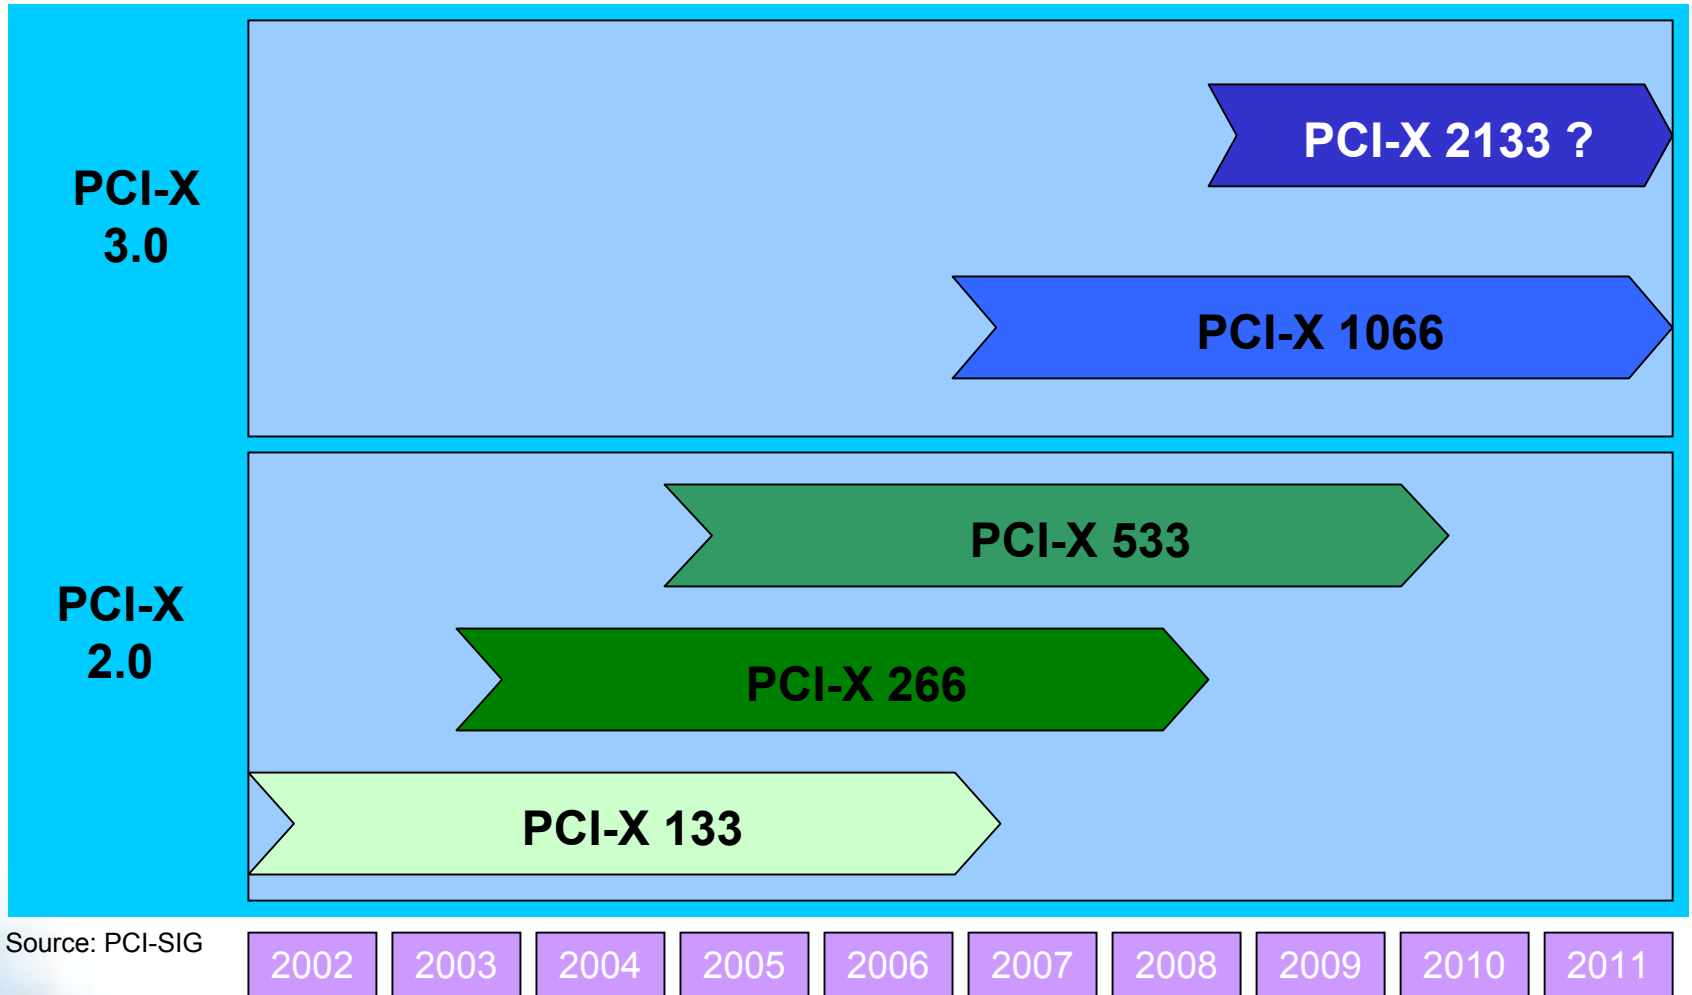 PCI-X
3.0
PCI-X 2133 ?
PCI-X 1066
PCI-X
2.0
PCI-X 533
PCI-X 266
PCI-X 133
Source: PCI-SIG
2002 2003 2004 2005 2006 2007 2008 2009 2010 2011